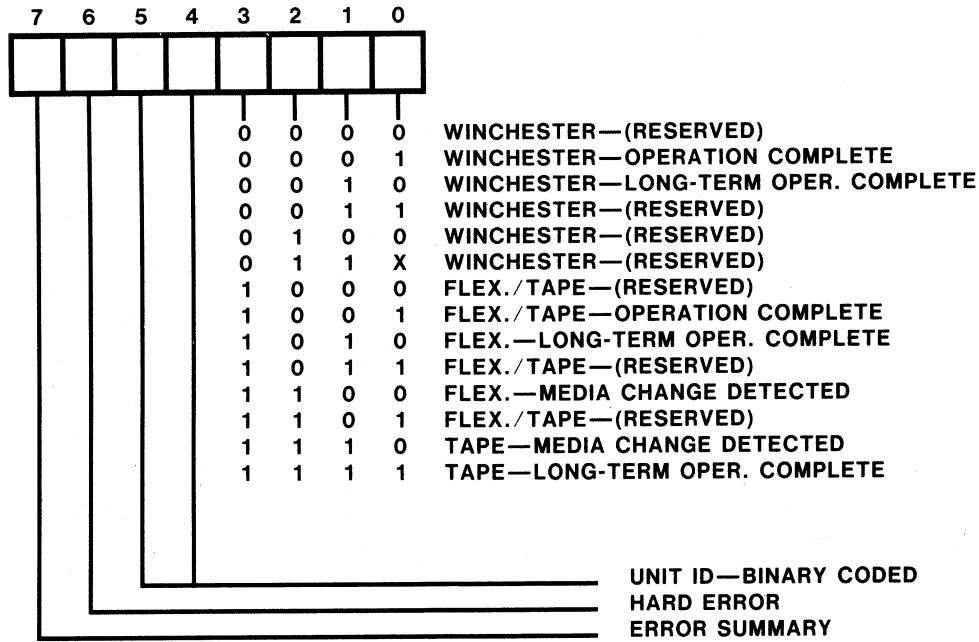 7 6 5 4 3 2 1 0
0 0 0 0 WINCHESTER—(RESERVED)
0 0 0 1 WINCHESTER—OPERATION COMPLETE
0 0 1 0 WINCHESTER—LONG-TERM OPER. COMPLETE
0 0 1 1 WINCHESTER—(RESERVED)
0 1 0 0 WINCHESTER—(RESERVED)
0 1 1 X WINCHESTER—(RESERVED)
1 0 0 0 FLEX./TAPE—(RESERVED)
1 0 0 1 FLEX./TAPE—OPERATION COMPLETE
1 0 1 0 FLEX.—LONG-TERM OPER. COMPLETE
1 0 1 1 FLEX./TAPE—(RESERVED)
1 1 0 0 FLEX.—MEDIA CHANGE DETECTED
1 1 0 1 FLEX./TAPE—(RESERVED)
1 1 1 0 TAPE—MEDIA CHANGE DETECTED
1 1 1 1 TAPE—LONG-TERM OPER. COMPLETE
UNIT ID—BINARY CODED
HARD ERROR
ERROR SUMMARY